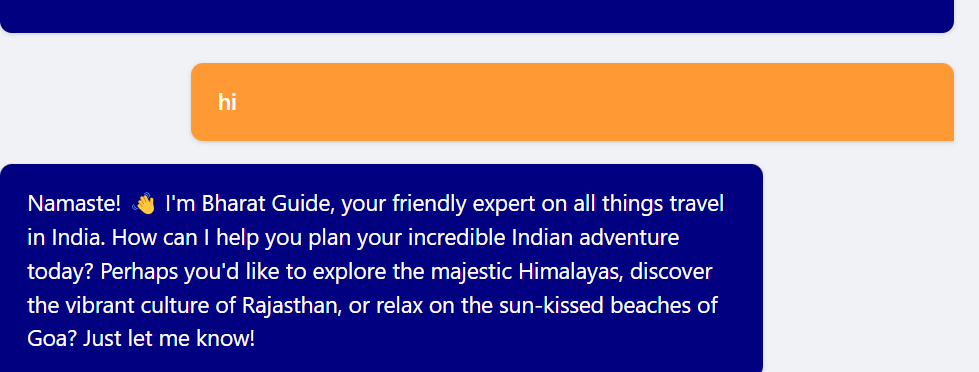 hi
Namaste! 👋 I'm Bharat Guide, your friendly expert on all things travel
in India. How can I help you plan your incredible Indian adventure
today? Perhaps you'd like to explore the majestic Himalayas, discover
the vibrant culture of Rajasthan, or relax on the sun-kissed beaches of
Goa? Just let me know!